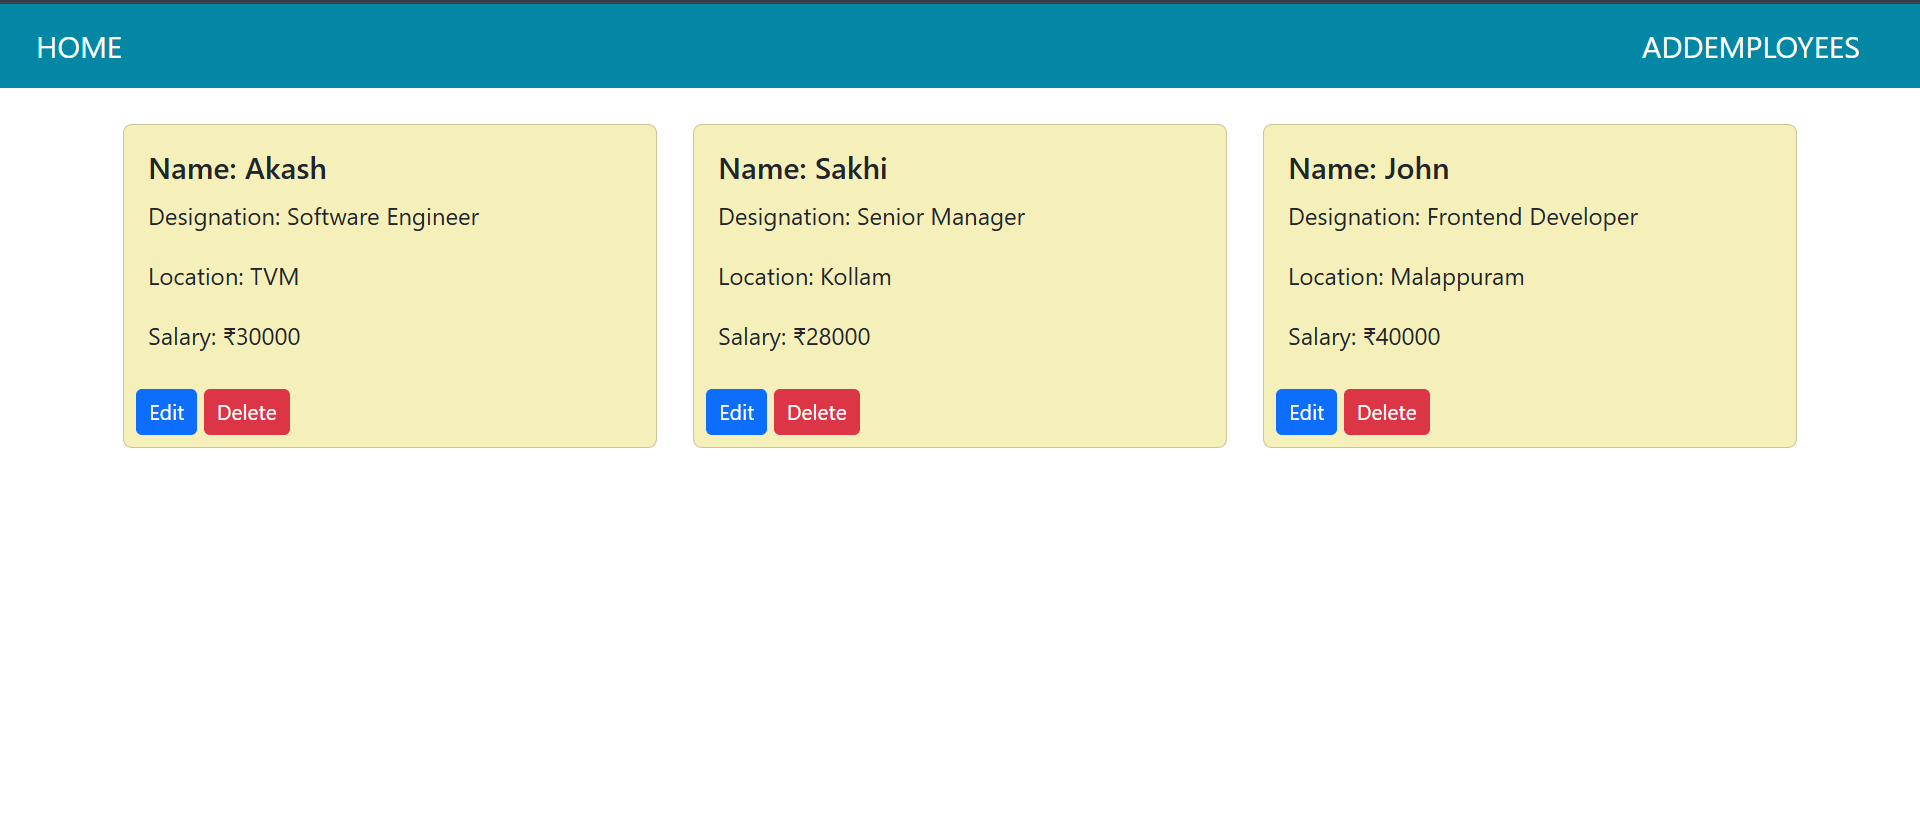 HOME
ADDEMPLOYEES
Name: Akash
Designation: Software Engineer
Location: TVM
Salary: ₹30000
Edit
Delete
Name: Sakhi
Designation: Senior Manager
Location: Kollam
Salary: ₹28000
Edit
Delete
Name: John
Designation: Frontend Developer
Location: Malappuram
Salary: ₹40000
Edit
Delete